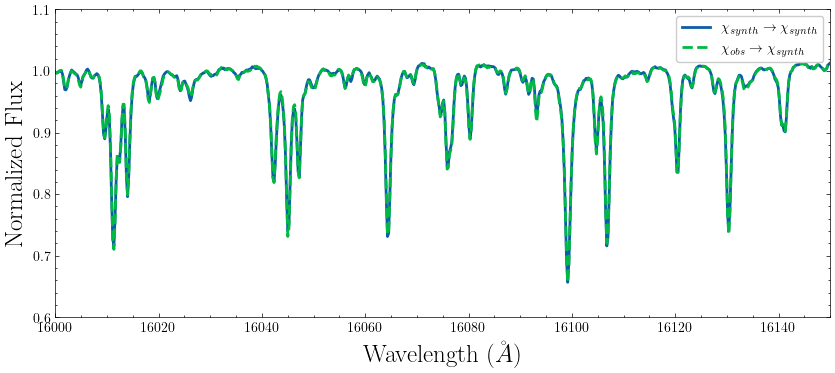 1.1
χ_synth → χ_synth
χ_obs → χ_synth
1.0
0.9
0.8
0.7
0.6
Normalized Flux
16000 16020 16040 16060 16080 16100 16120 16140
Wavelength (Å)